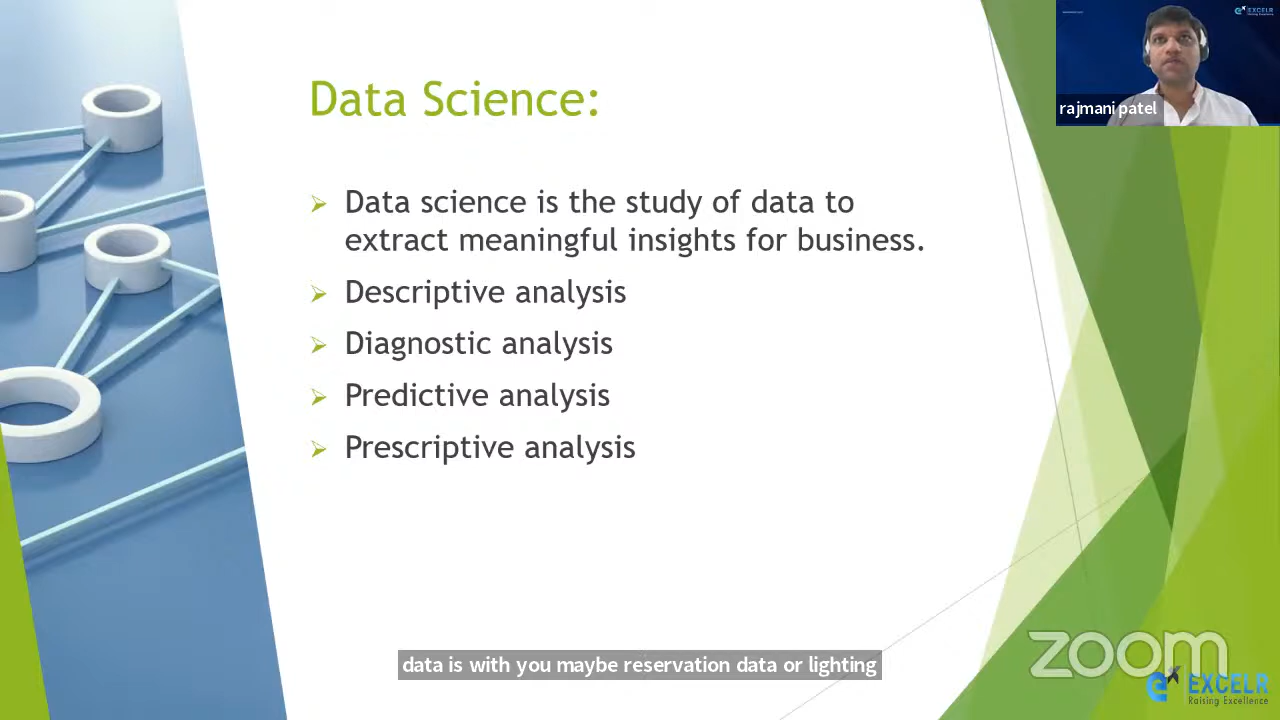 Data Science:
Data science is the study of data to
extract meaningful insights for business.
Descriptive analysis
Diagnostic analysis
Predictive analysis
Prescriptive analysis
EXCELR
rajmani patel
data is with you maybe reservation data or lighting
zoom
EXCELR
Raising Excellence